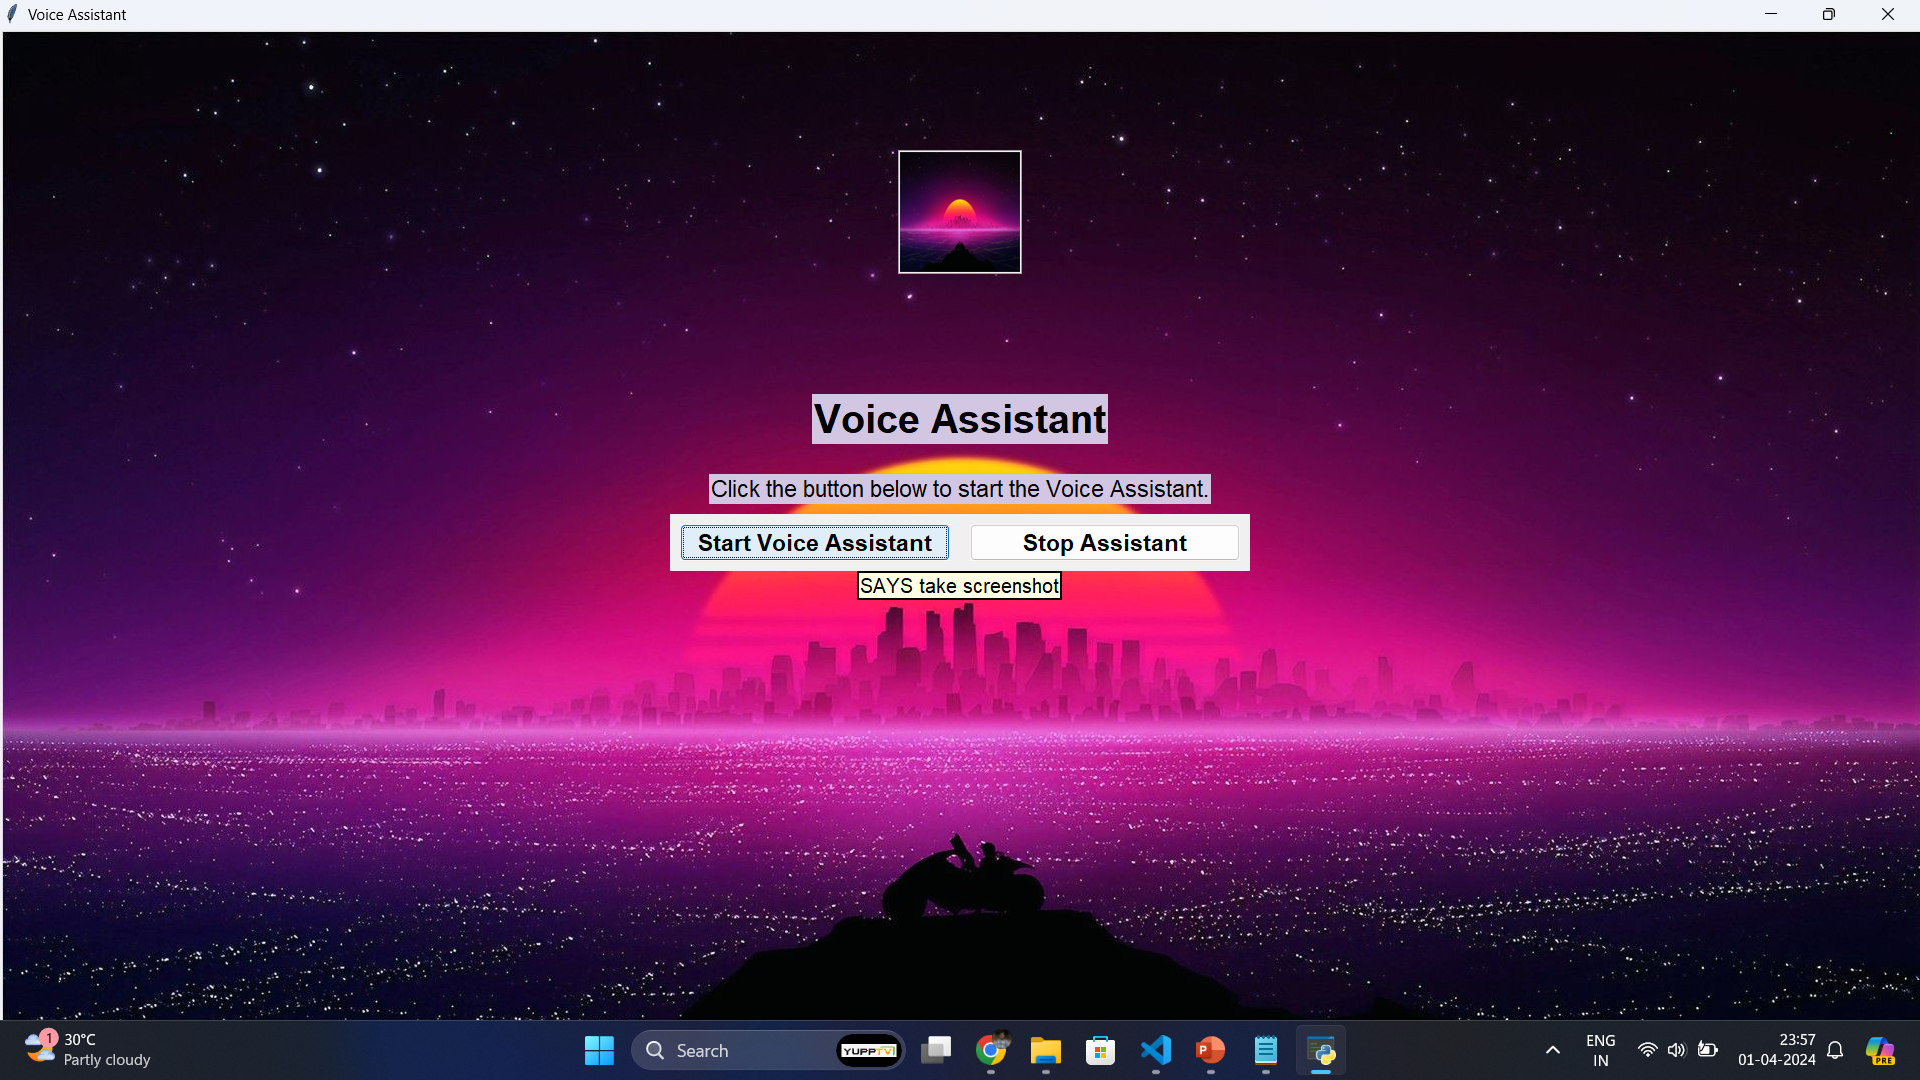 Voice Assistant
Voice Assistant
Click the button below to start the Voice Assistant.
Start Voice Assistant
Stop Assistant
SAYS take screenshot
1
30°C
Partly cloudy
Search
YUPPTV
ENG
IN
23:57
01-04-2024
PRE